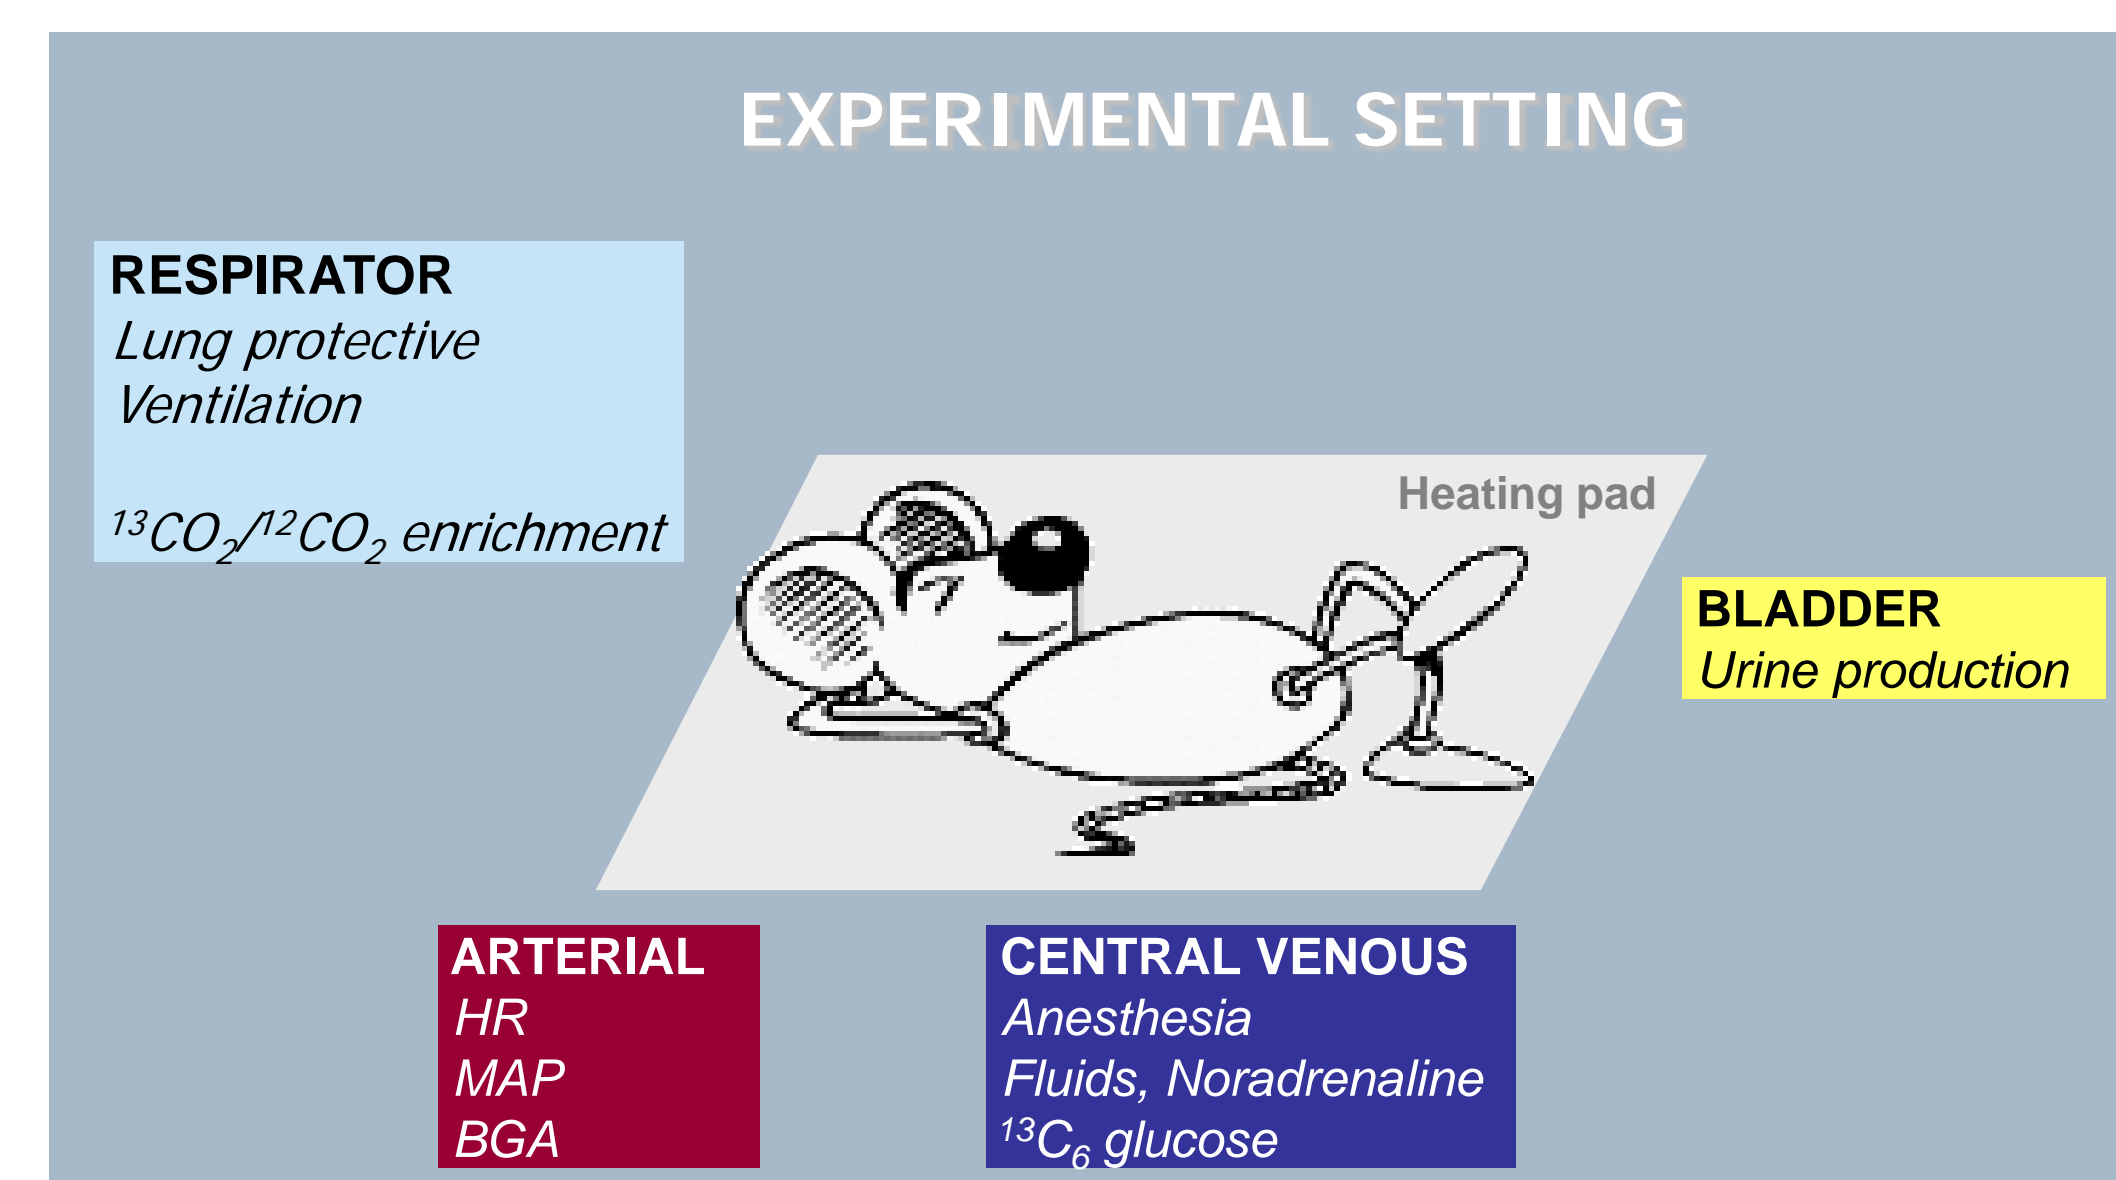 EXPERIMENTAL SETTING
RESPIRATOR
Lung protective
Ventilation
¹³CO₂/¹²CO₂ enrichment
Heating pad
BLADDER
Urine production
ARTERIAL
HR
MAP
BGA
CENTRAL VENOUS
Anesthesia
Fluids, Noradrenaline
¹³C₆ glucose